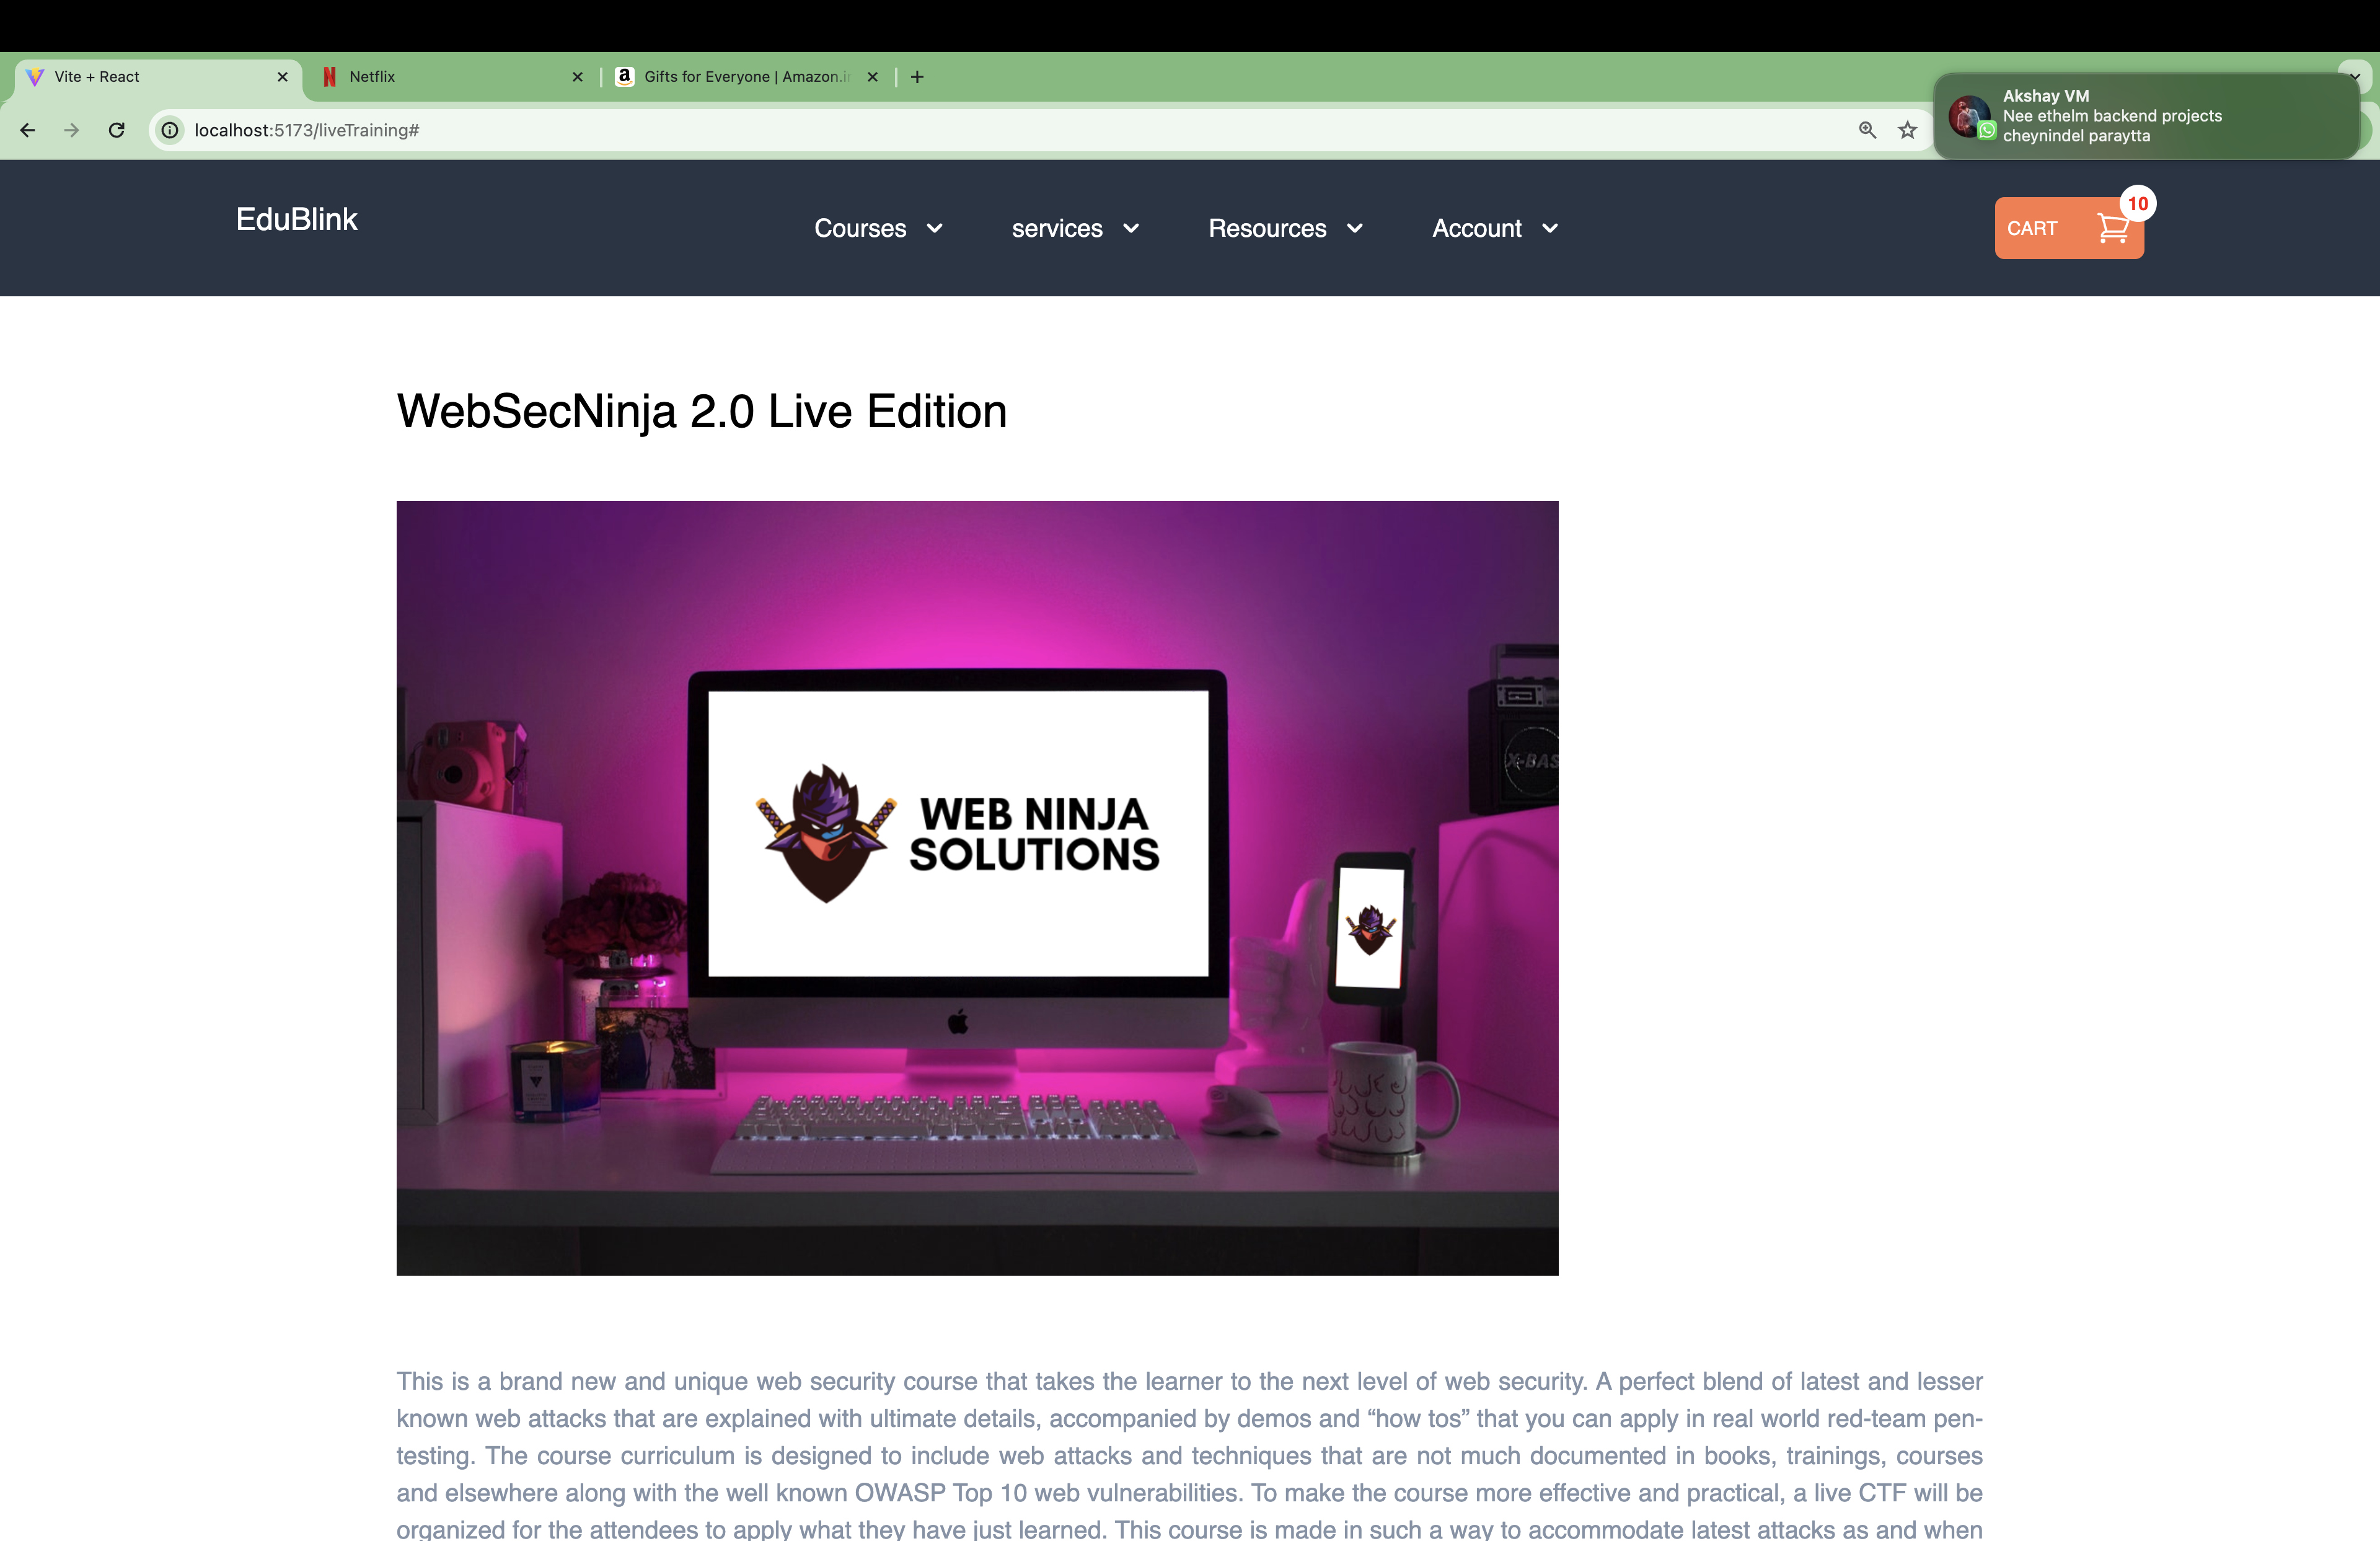 Vite + React
Netflix
Gifts for Everyone | Amazon.in
localhost:5173/liveTraining#
Akshay VM
Nee ethelm backend projects
cheynindel paraytta
EduBlink
Courses
services
Resources
Account
CART
10
WebSecNinja 2.0 Live Edition
X-BAS
WEB NINJA
SOLUTIONS
This is a brand new and unique web security course that takes the learner to the next level of web security. A perfect blend of latest and lesser
known web attacks that are explained with ultimate details, accompanied by demos and “how tos” that you can apply in real world red-team pen-
testing. The course curriculum is designed to include web attacks and techniques that are not much documented in books, trainings, courses
and elsewhere along with the well known OWASP Top 10 web vulnerabilities. To make the course more effective and practical, a live CTF will be
organized for the attendees to apply what they have just learned. This course is made in such a way to accommodate latest attacks as and when